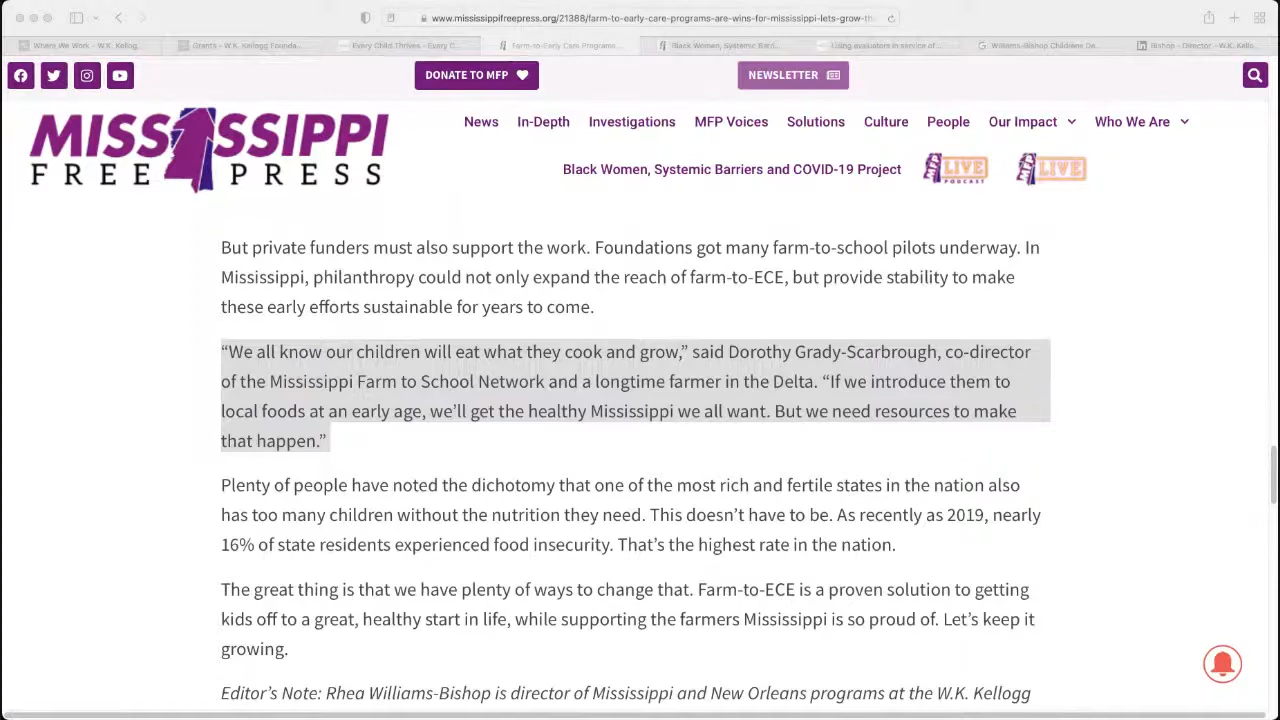 www.mississippifreepress.org/21388/farm-to-early-care-programs-are-wins-for-mississippi-lets-grow-th
Where We Work - W.K. Kellog
Grants - W.K. Kellogg Founda...
Every Child Thrives - Every C
Farm-to-Early Care Programs...
Black Women, Systemic Barri...
Using evaluators in service of
Williams-Bishop Childrens De...
Bishop - Director - W.K. Kello...
DONATE TO MFP
NEWSLETTER
MISSISSIPPI
FREE PRESS
News In-Depth Investigations MFP Voices Solutions Culture People Our Impact Who We Are
Black Women, Systemic Barriers and COVID-19 Project
LIVE
PODCAST
LIVE
But private funders must also support the work. Foundations got many farm-to-school pilots underway. In
Mississippi, philanthropy could not only expand the reach of farm-to-ECE, but provide stability to make
these early efforts sustainable for years to come.
“We all know our children will eat what they cook and grow,” said Dorothy Grady-Scarbrough, co-director
of the Mississippi Farm to School Network and a longtime farmer in the Delta. “If we introduce them to
local foods at an early age, we’ll get the healthy Mississippi we all want. But we need resources to make
that happen.”
Plenty of people have noted the dichotomy that one of the most rich and fertile states in the nation also
has too many children without the nutrition they need. This doesn’t have to be. As recently as 2019, nearly
16% of state residents experienced food insecurity. That’s the highest rate in the nation.
The great thing is that we have plenty of ways to change that. Farm-to-ECE is a proven solution to getting
kids off to a great, healthy start in life, while supporting the farmers Mississippi is so proud of. Let’s keep it
growing.
Editor’s Note: Rhea Williams-Bishop is director of Mississippi and New Orleans programs at the W.K. Kellogg